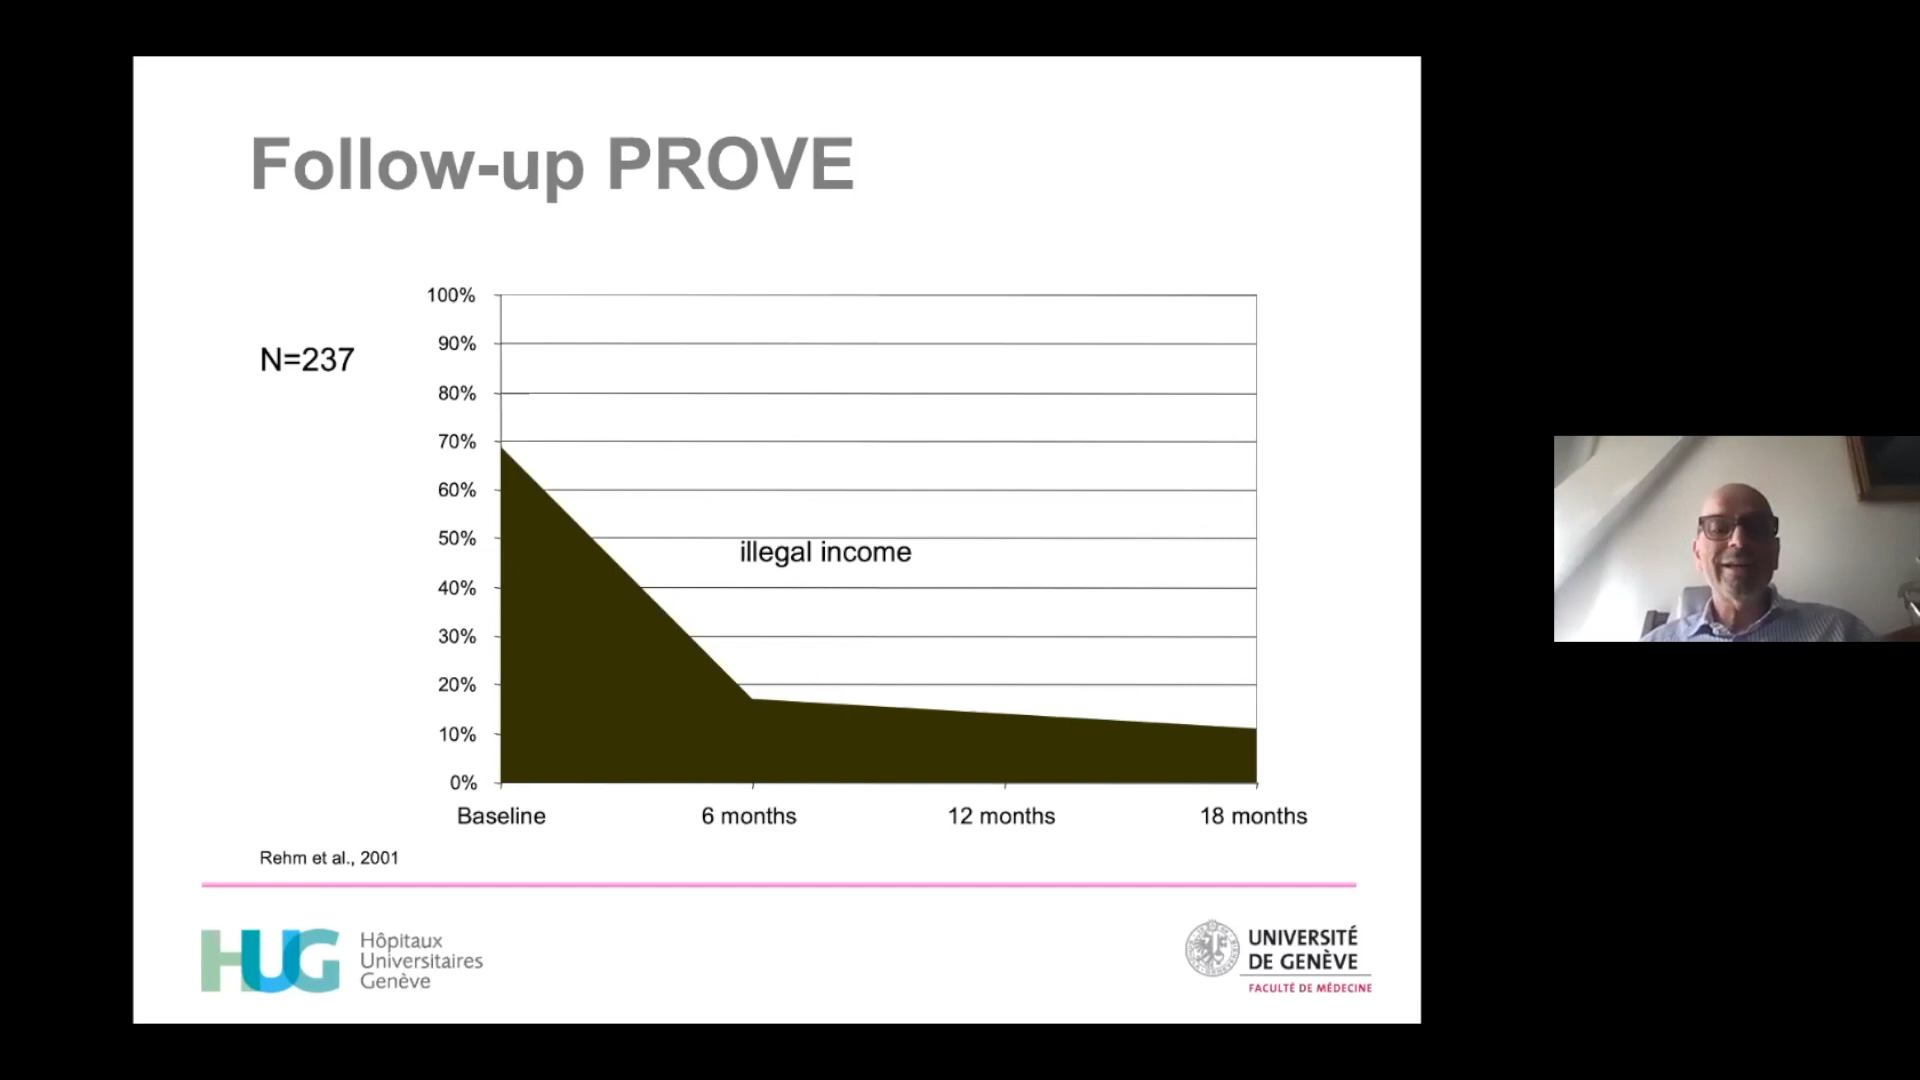 Follow-up PROVE
N=237
100%
90%
80%
70%
60%
50%
40%
30%
20%
10%
0%
illegal income
Baseline
6 months
12 months
18 months
Rehm et al., 2001
HUG
Hôpitaux
Universitaires
Genève
UNIVERSITÉ
DE GENÈVE
FACULTÉ DE MÉDECINE